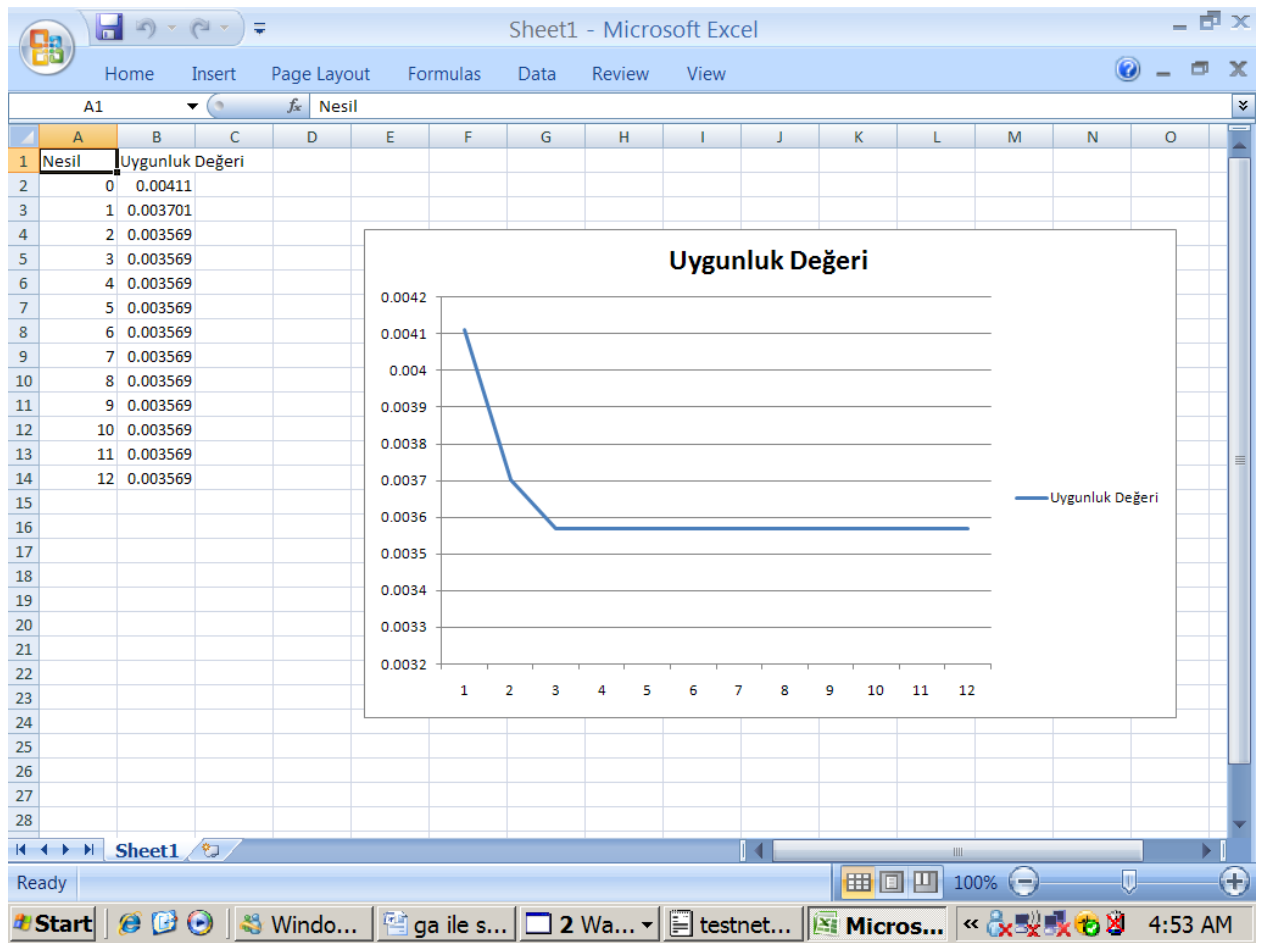 Sheet1 - Microsoft Excel
Home Insert Page Layout Formulas Data Review View
A1 fx Nesil
A B C D E F G H I J K L M N O
1 Nesil Uygunluk Değeri
2 0 0.00411
3 1 0.003701
4 2 0.003569
5 3 0.003569
6 4 0.003569
7 5 0.003569
8 6 0.003569
9 7 0.003569
10 8 0.003569
11 9 0.003569
12 10 0.003569
13 11 0.003569
14 12 0.003569
15
16
17
18
19
20
21
22
23
24
25
26
27
28
Uygunluk Değeri
0.0042
0.0041
0.004
0.0039
0.0038
0.0037
0.0036
0.0035
0.0034
0.0033
0.0032
1 2 3 4 5 6 7 8 9 10 11 12
Uygunluk Değeri
Sheet1
Ready 100%
Start Windo... ga ile s... 2 Wa... testnet... Micros... « 4:53 AM